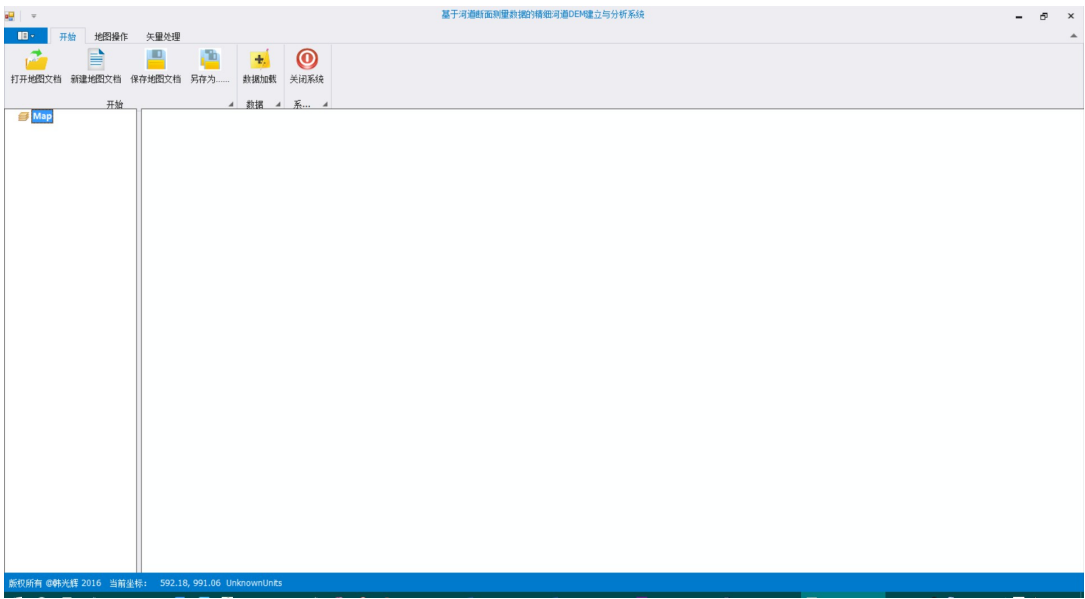 基于河道断面测量数据的精细河道DEM建立与分析系统
开始 地图操作 矢量处理
打开地图文档 新建地图文档 保存地图文档 另存为...... 数据加载 关闭系统
开始 数据 系...
Map
版权所有 @韩光辉 2016 当前坐标: 592.18, 991.06 UnknownUnits